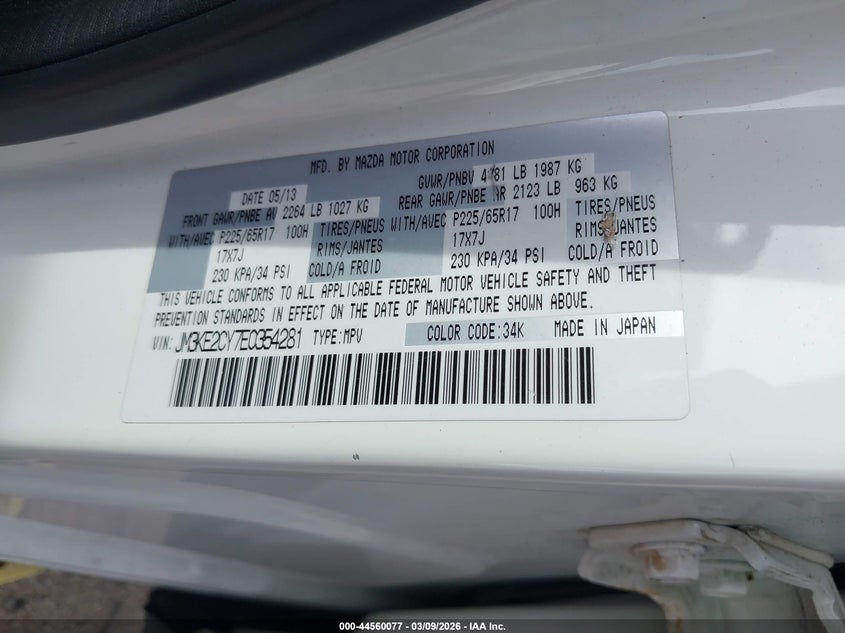 MFD. BY MAZDA MOTOR CORPORATION
DATE 05/13 GVWR/PNBV 4381 LB 1987 KG
FRONT GAWR/PNBE AV 2264 LB 1027 KG REAR GAWR/PNBE AR 2123 LB 963 KG
WITH/AVEC P225/65R17 100H TIRES/PNEUS WITH/AVEC P225/65R17 100H TIRES/PNEUS
17X7J RIMS/JANTES 17X7J RIMS/JANTES
230 KPA/34 PSI COLD/A FROID 230 KPA/34 PSI COLD/A FROID
THIS VEHICLE CONFORMS TO ALL APPLICABLE FEDERAL MOTOR VEHICLE SAFETY AND THEFT
PREVENTION STANDARDS IN EFFECT ON THE DATE OF MANUFACTURE SHOWN ABOVE.
VIN: JM3KE2CY7E0354281 TYPE:MPV COLOR CODE:34K MADE IN JAPAN
000-44560077 - 03/09/2026 - IAA Inc.